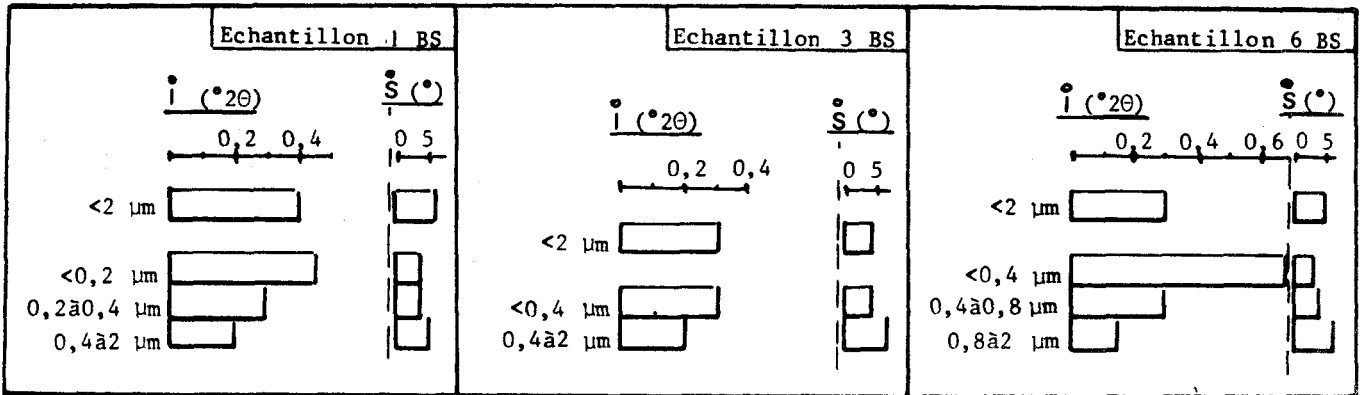 Echantillon 1 BS
i (°2θ)
S (°)
0,2 0,4
0 5
<2 µm
<0,2 µm
0,2à0,4 µm
0,4à2 µm
Echantillon 3 BS
i (°2θ)
S (°)
0,2 0,4
0 5
<2 µm
<0,4 µm
0,4à2 µm
Echantillon 6 BS
i (°2θ)
S (°)
0,2 0,4 0,6
0 5
<2 µm
<0,4 µm
0,4à0,8 µm
0,8à2 µm